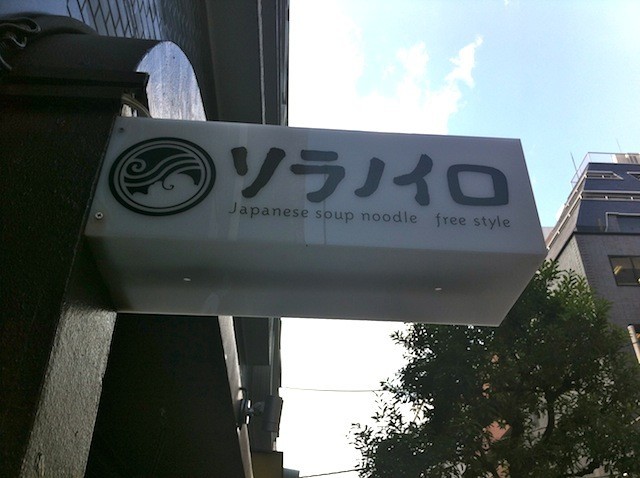 ソラノイロ
Japanese soup noodle free style